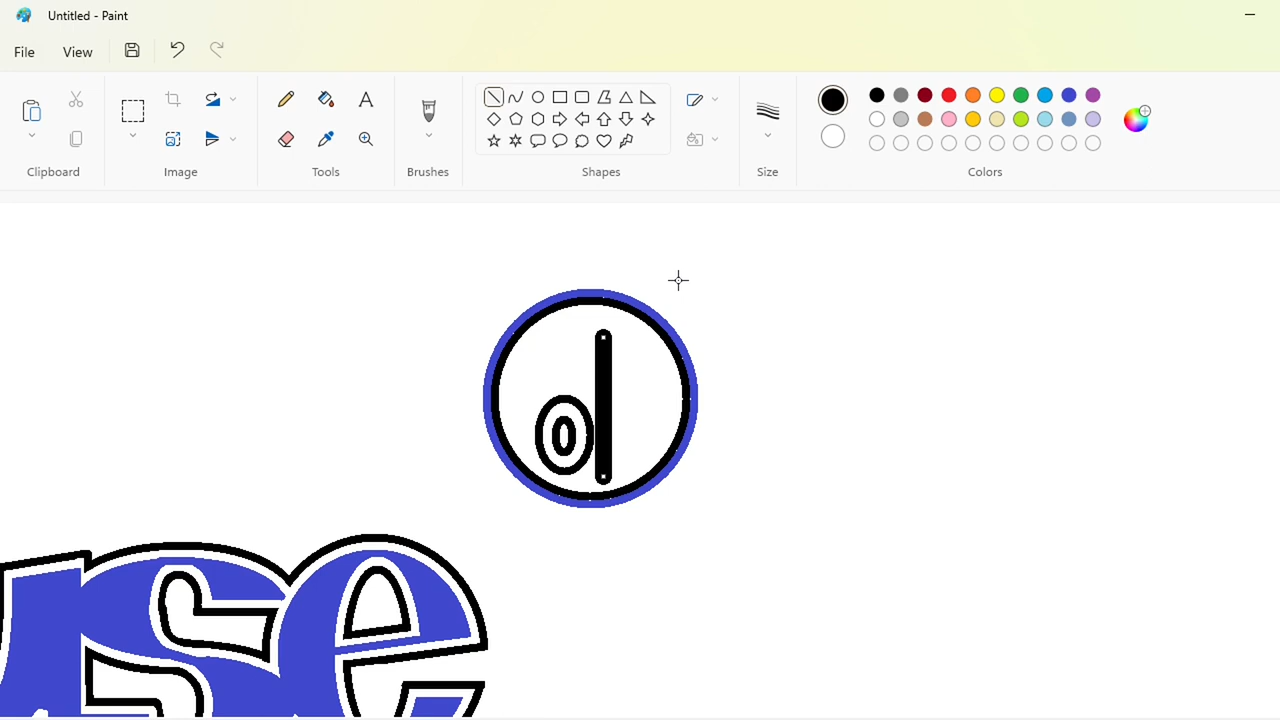 Untitled - Paint
File View
Clipboard Image Tools Brushes Shapes Size Colors
d
se